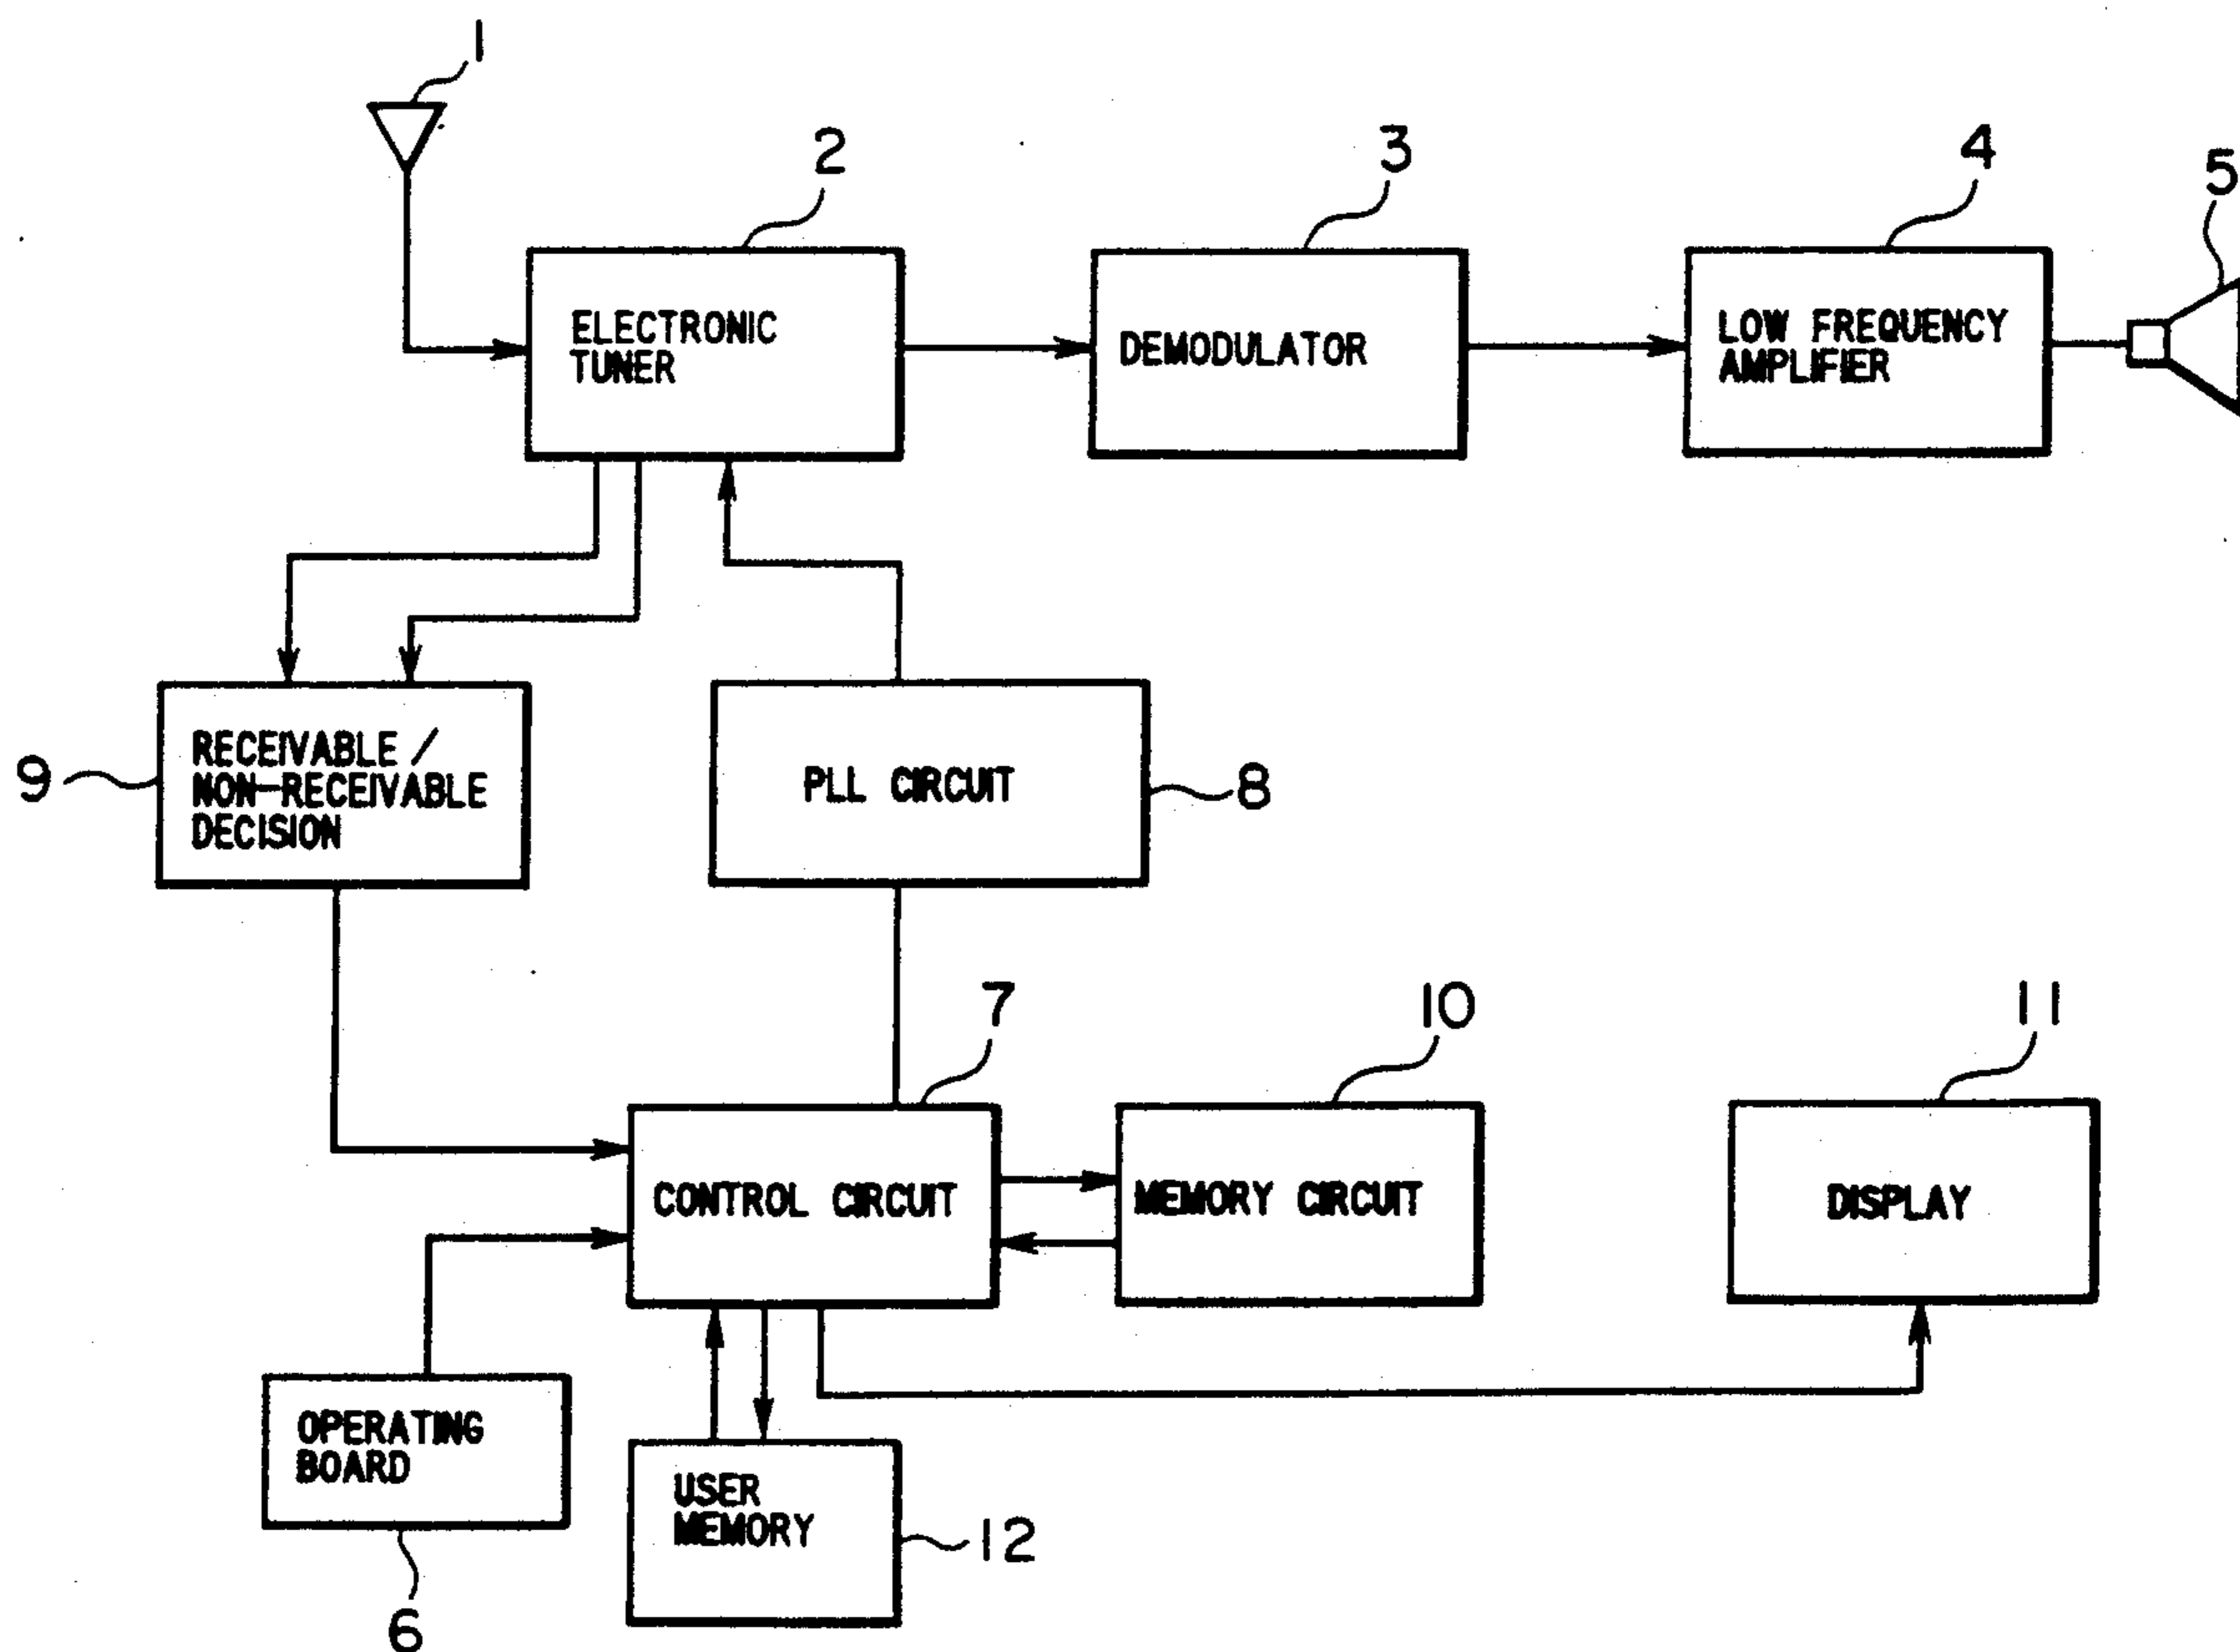 1
2
3
4
5
ELECTRONIC
TUNER
DEMODULATOR
LOW FREQUENCY
AMPLIFIER
9
RECEIVABLE /
NON-RECEIVABLE
DECISION
PLL CIRCUIT
8
7
10
11
CONTROL CIRCUIT
MEMORY CIRCUIT
DISPLAY
OPERATING
BOARD
USER
MEMORY
12
6